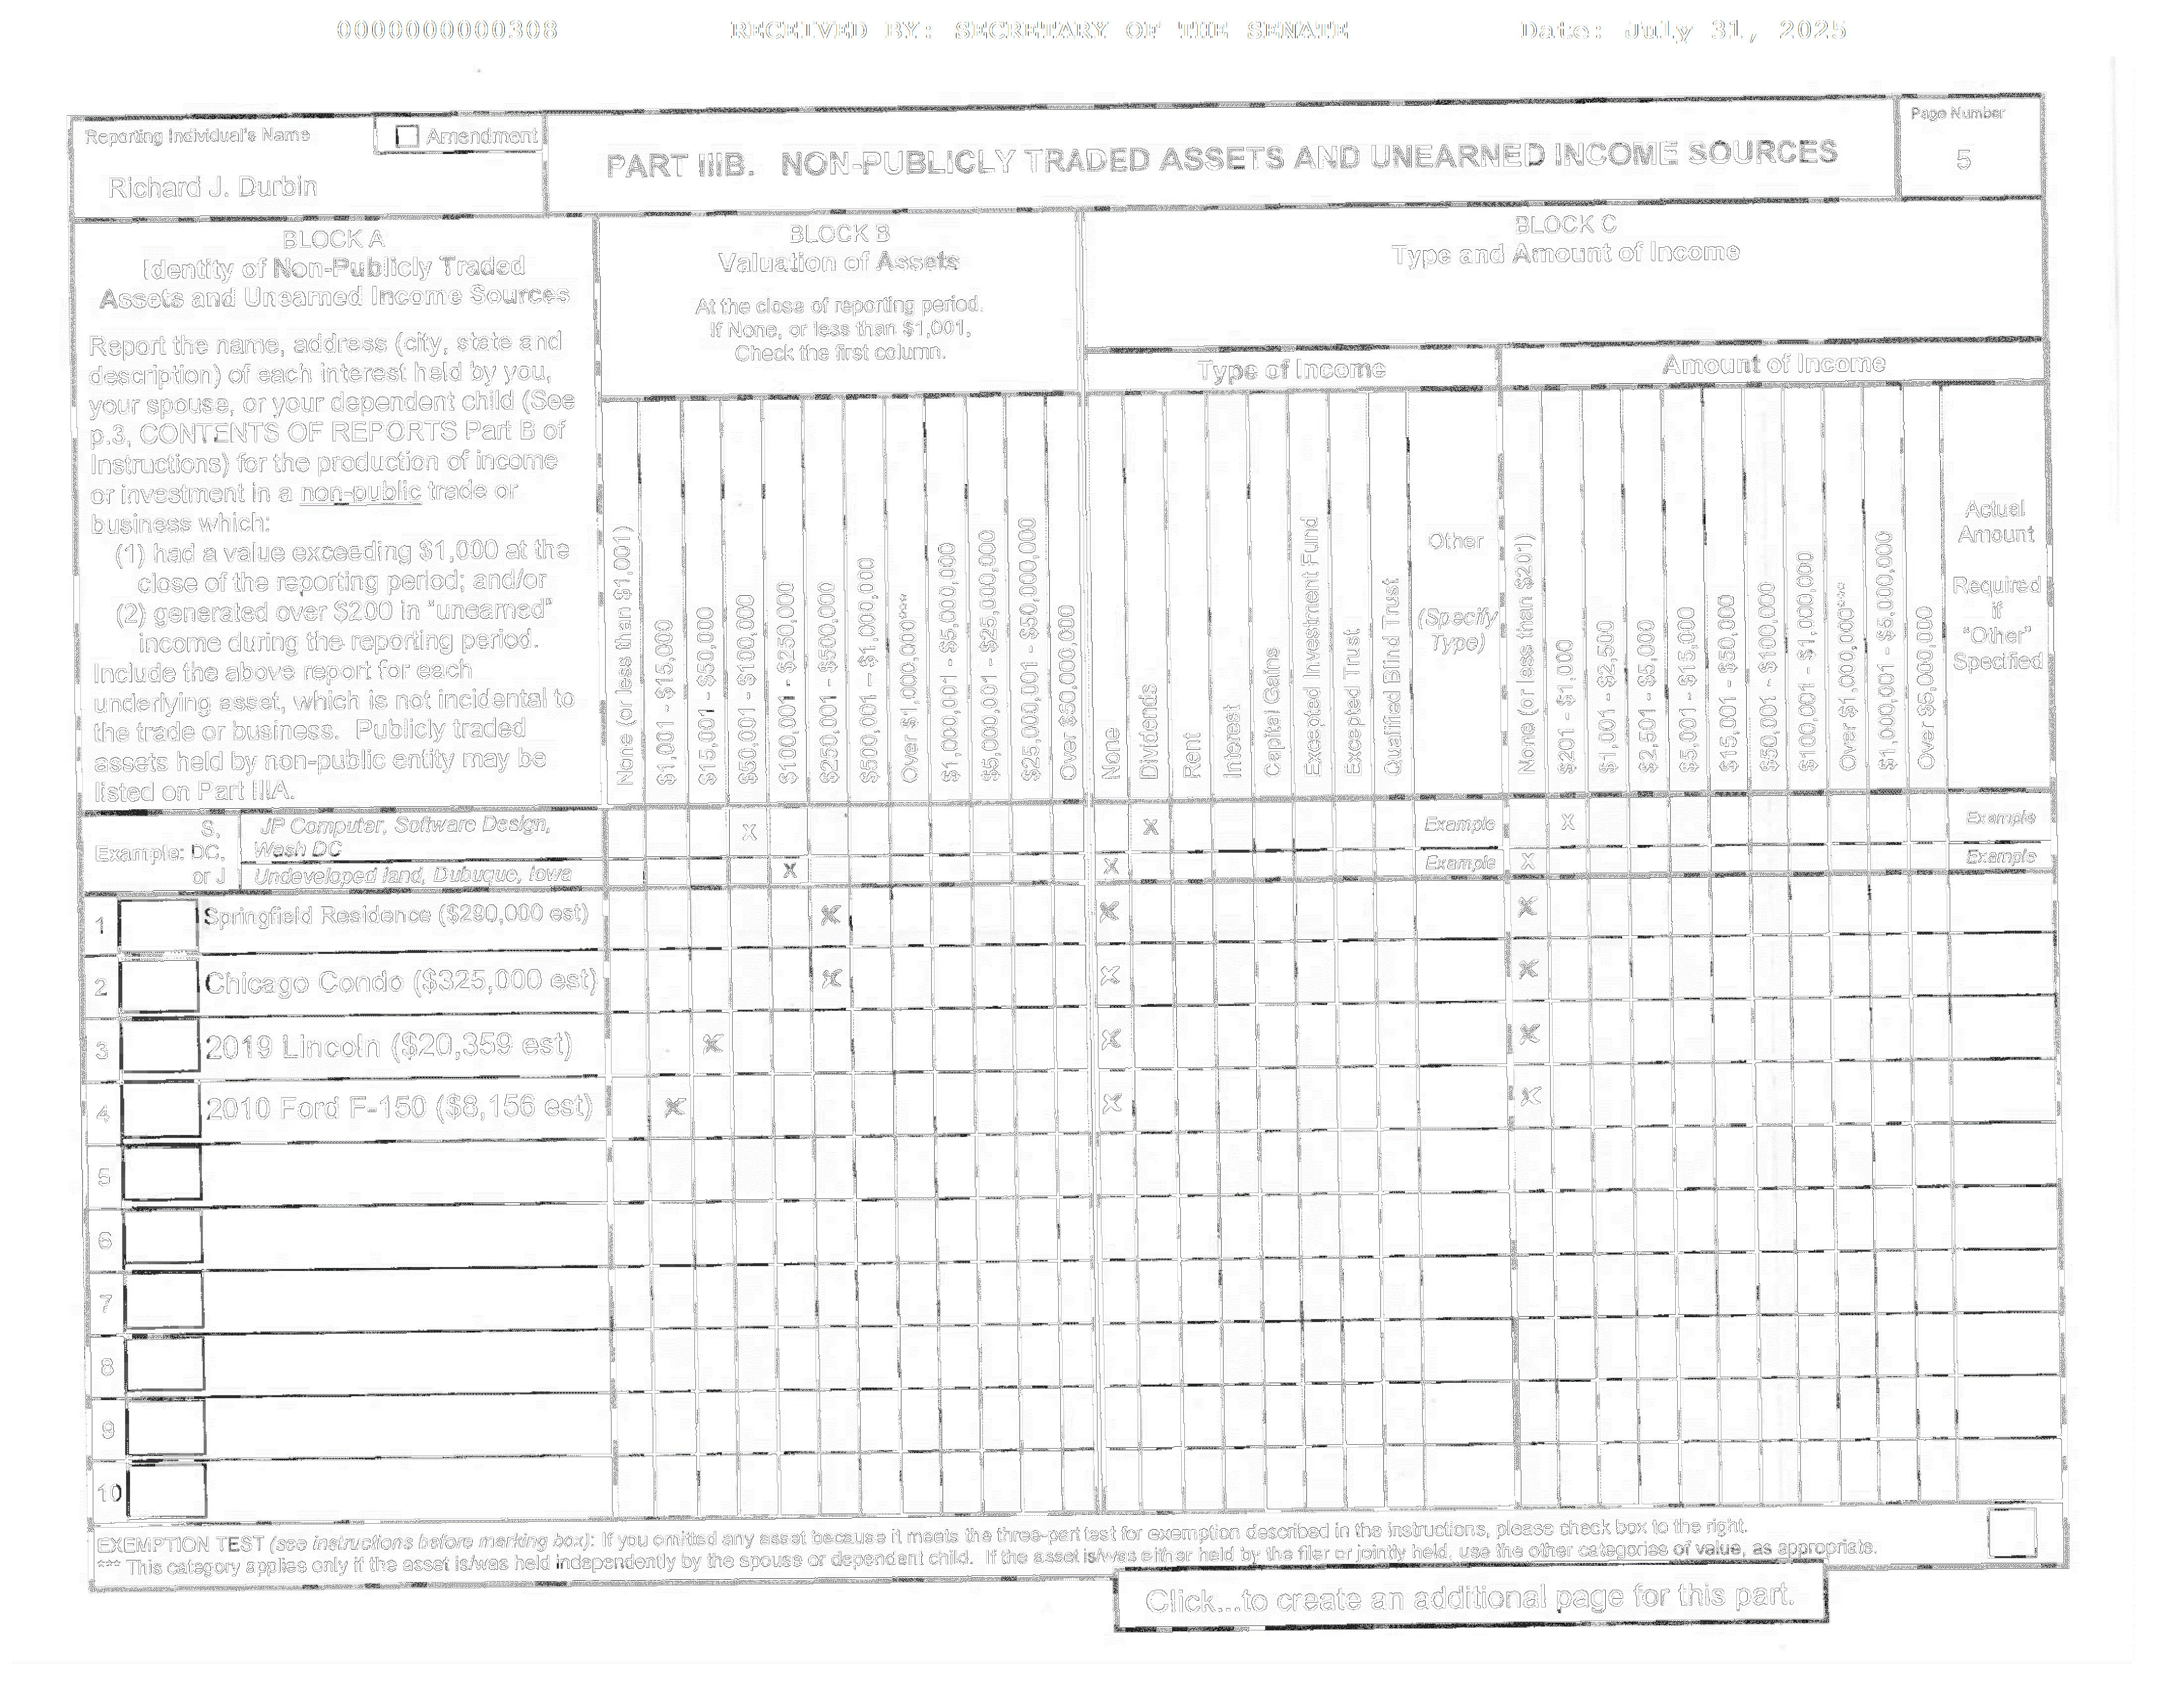 0000000000308 RECEIVED BY: SECRETARY OF THE SENATE Date: July 31, 2025
Reporting Individual's Name
Amendment
Richard J. Durbin
PART IIIB. NON-PUBLICLY TRADED ASSETS AND UNEARNED INCOME SOURCES
Page Number
5
BLOCK A
Identity of Non-Publicly Traded
Assets and Unearned Income Sources
Report the name, address (city, state and
description) of each interest held by you,
your spouse, or your dependent child (See
p.3, CONTENTS OF REPORTS Part B of
Instructions) for the production of income
or investment in a non-public trade or
business which:
(1) had a value exceeding $1,000 at the
close of the reporting period; and/or
(2) generated over $200 in "unearned"
income during the reporting period.
Include the above report for each
underlying asset, which is not incidental to
the trade or business. Publicly traded
assets held by non-public entity may be
listed on Part IIIA.
BLOCK B
Valuation of Assets
At the close of reporting period.
If None, or less than $1,001,
Check the first column.
None (or less than $1,001)
$1,001 - $15,000
$15,001 - $50,000
$50,001 - $100,000
$100,001 - $250,000
$250,001 - $500,000
$500,001 - $1,000,000
Over $1,000,000***
$1,000,001 - $5,000,000
$5,000,001 - $25,000,000
$25,000,001 - $50,000,000
Over $50,000,000
BLOCK C
Type and Amount of Income
Type of Income
None
Dividends
Rent
Interest
Capital Gains
Excepted Investment Fund
Excepted Trust
Qualified Blind Trust
Other
(Specify
Type)
Amount of Income
None (or less than $201)
$201 - $1,000
$1,001 - $2,500
$2,501 - $5,000
$5,001 - $15,000
$15,001 - $50,000
$50,001 - $100,000
$100,001 - $1,000,000
Over $1,000,000***
$1,000,001 - $5,000,000
Over $5,000,000
Actual
Amount
Required
if
"Other"
Specified
Example:
S,
DC,
or J
JP Computer, Software Design,
Wash DC
X X Example X Example
Undeveloped land, Dubuque, Iowa X X Example X Example
1 Springfield Residence ($290,000 est) X X X
2 Chicago Condo ($325,000 est) X X X
3 2019 Lincoln ($20,359 est) X X X
4 2010 Ford F-150 ($8,156 est) X X X
5
6
7
8
9
10
EXEMPTION TEST (see instructions before marking box): If you omitted any asset because it meets the three-part test for exemption described in the instructions, please check box to the right.
*** This category applies only if the asset is/was held independently by the spouse or dependent child. If the asset is/was either held by the filer or jointly held, use the other categories of value, as appropriate.
Click...to create an additional page for this part.